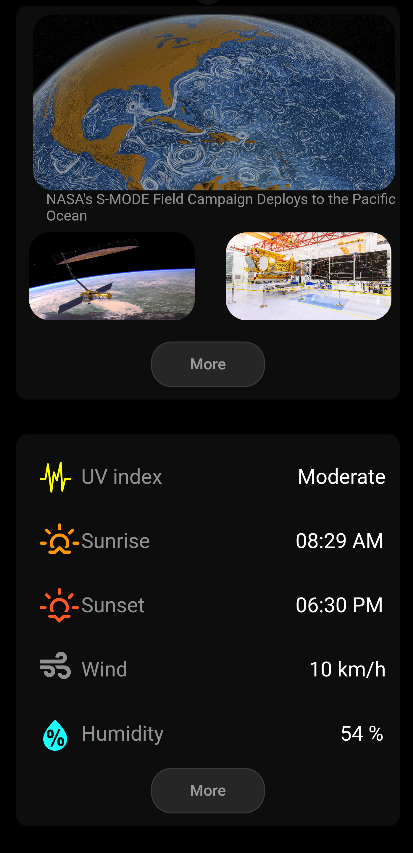 NASA's S-MODE Field Campaign Deploys to the Pacific
Ocean
More
UV index Moderate
Sunrise 08:29 AM
Sunset 06:30 PM
Wind 10 km/h
% Humidity 54 %
More